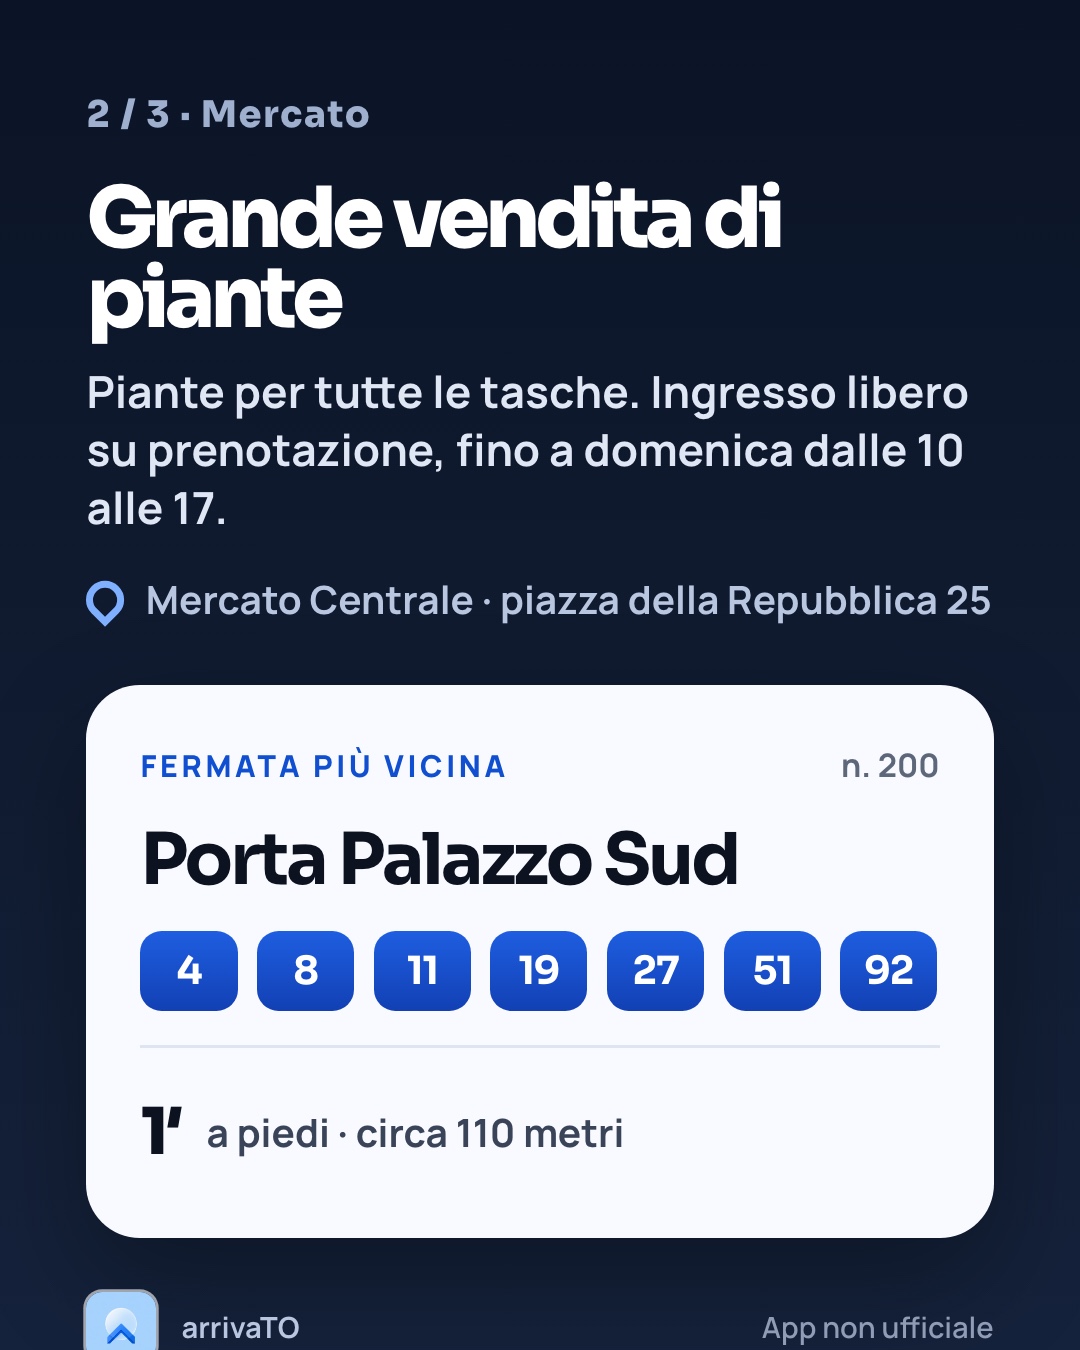 2 / 3 · Mercato
Grande vendita di
piante
Piante per tutte le tasche. Ingresso libero
su prenotazione, fino a domenica dalle 10
alle 17.
Mercato Centrale · piazza della Repubblica 25
FERMATA PIÙ VICINA n. 200
Porta Palazzo Sud
4 8 11 19 27 51 92
1′ a piedi · circa 110 metri
arrivaTO App non ufficiale